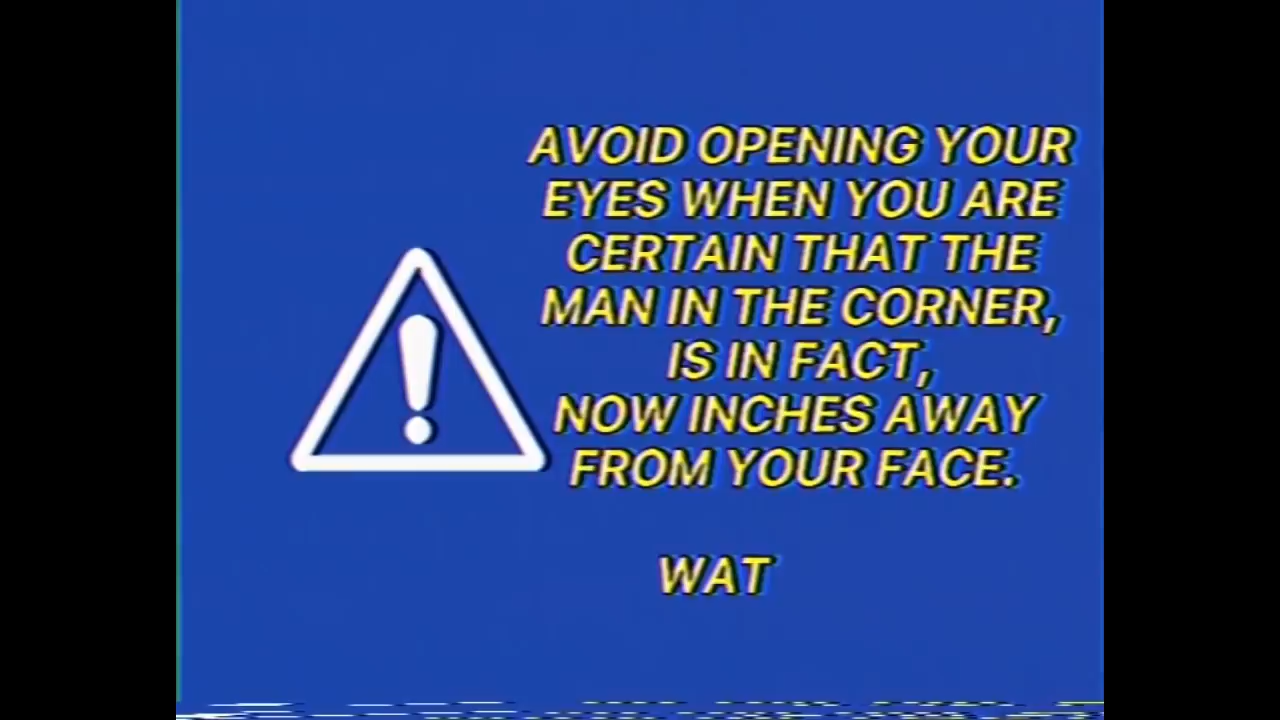 AVOID OPENING YOUR
EYES WHEN YOU ARE
CERTAIN THAT THE
MAN IN THE CORNER,
IS IN FACT,
NOW INCHES AWAY
FROM YOUR FACE.
WAT